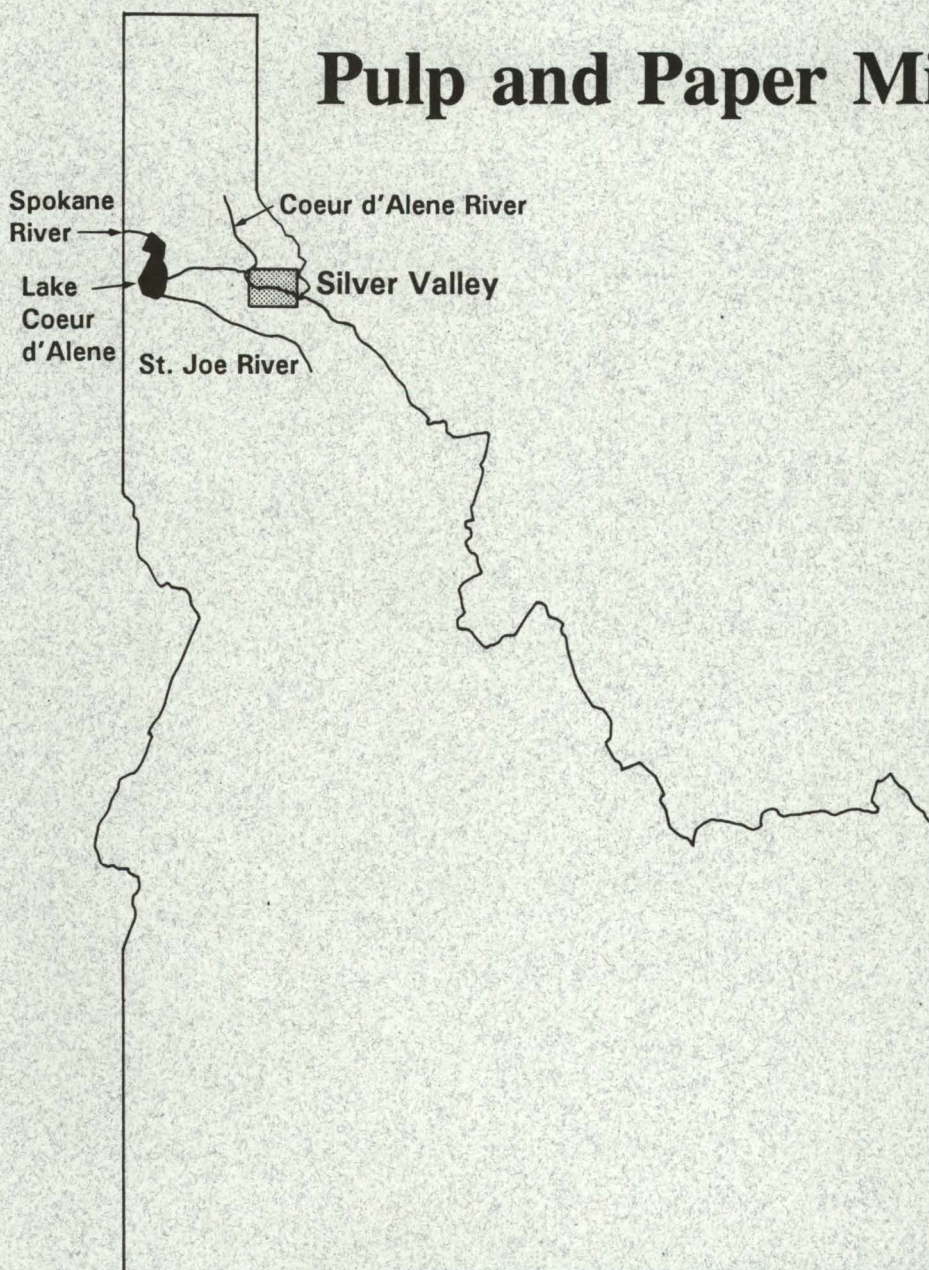 Pulp and Paper Mi
Spokane
River
Coeur d'Alene River
Lake
Coeur
d'Alene
Silver Valley
St. Joe River